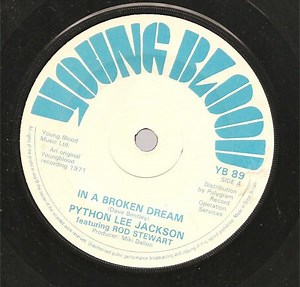 YOUNG BLOOD
Young Blood
Music Ltd.
An original
Youngblood
recording 1971
YB 89
SIDE A
Distribution
by Polygram
Record
Operation
Services
IN A BROKEN DREAM
(Dave Bentley)
PYTHON LEE JACKSON
featuring ROD STEWART
Producer: Miki Dallon